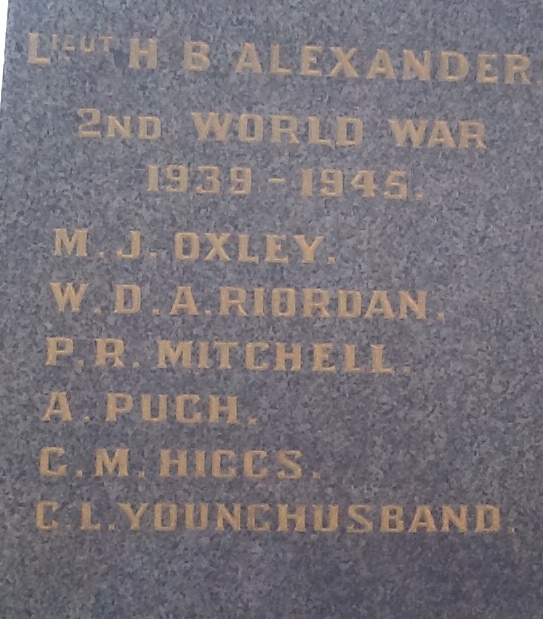 LIEUT H B. ALEXANDER.
2ND WORLD WAR
1939-1945.
M. J. OXLEY.
W. D. A. RIORDAN.
P. R. MITCHELL.
A. PUGH.
G. M. HIGGS.
C L. YOUNGHUSBAND.